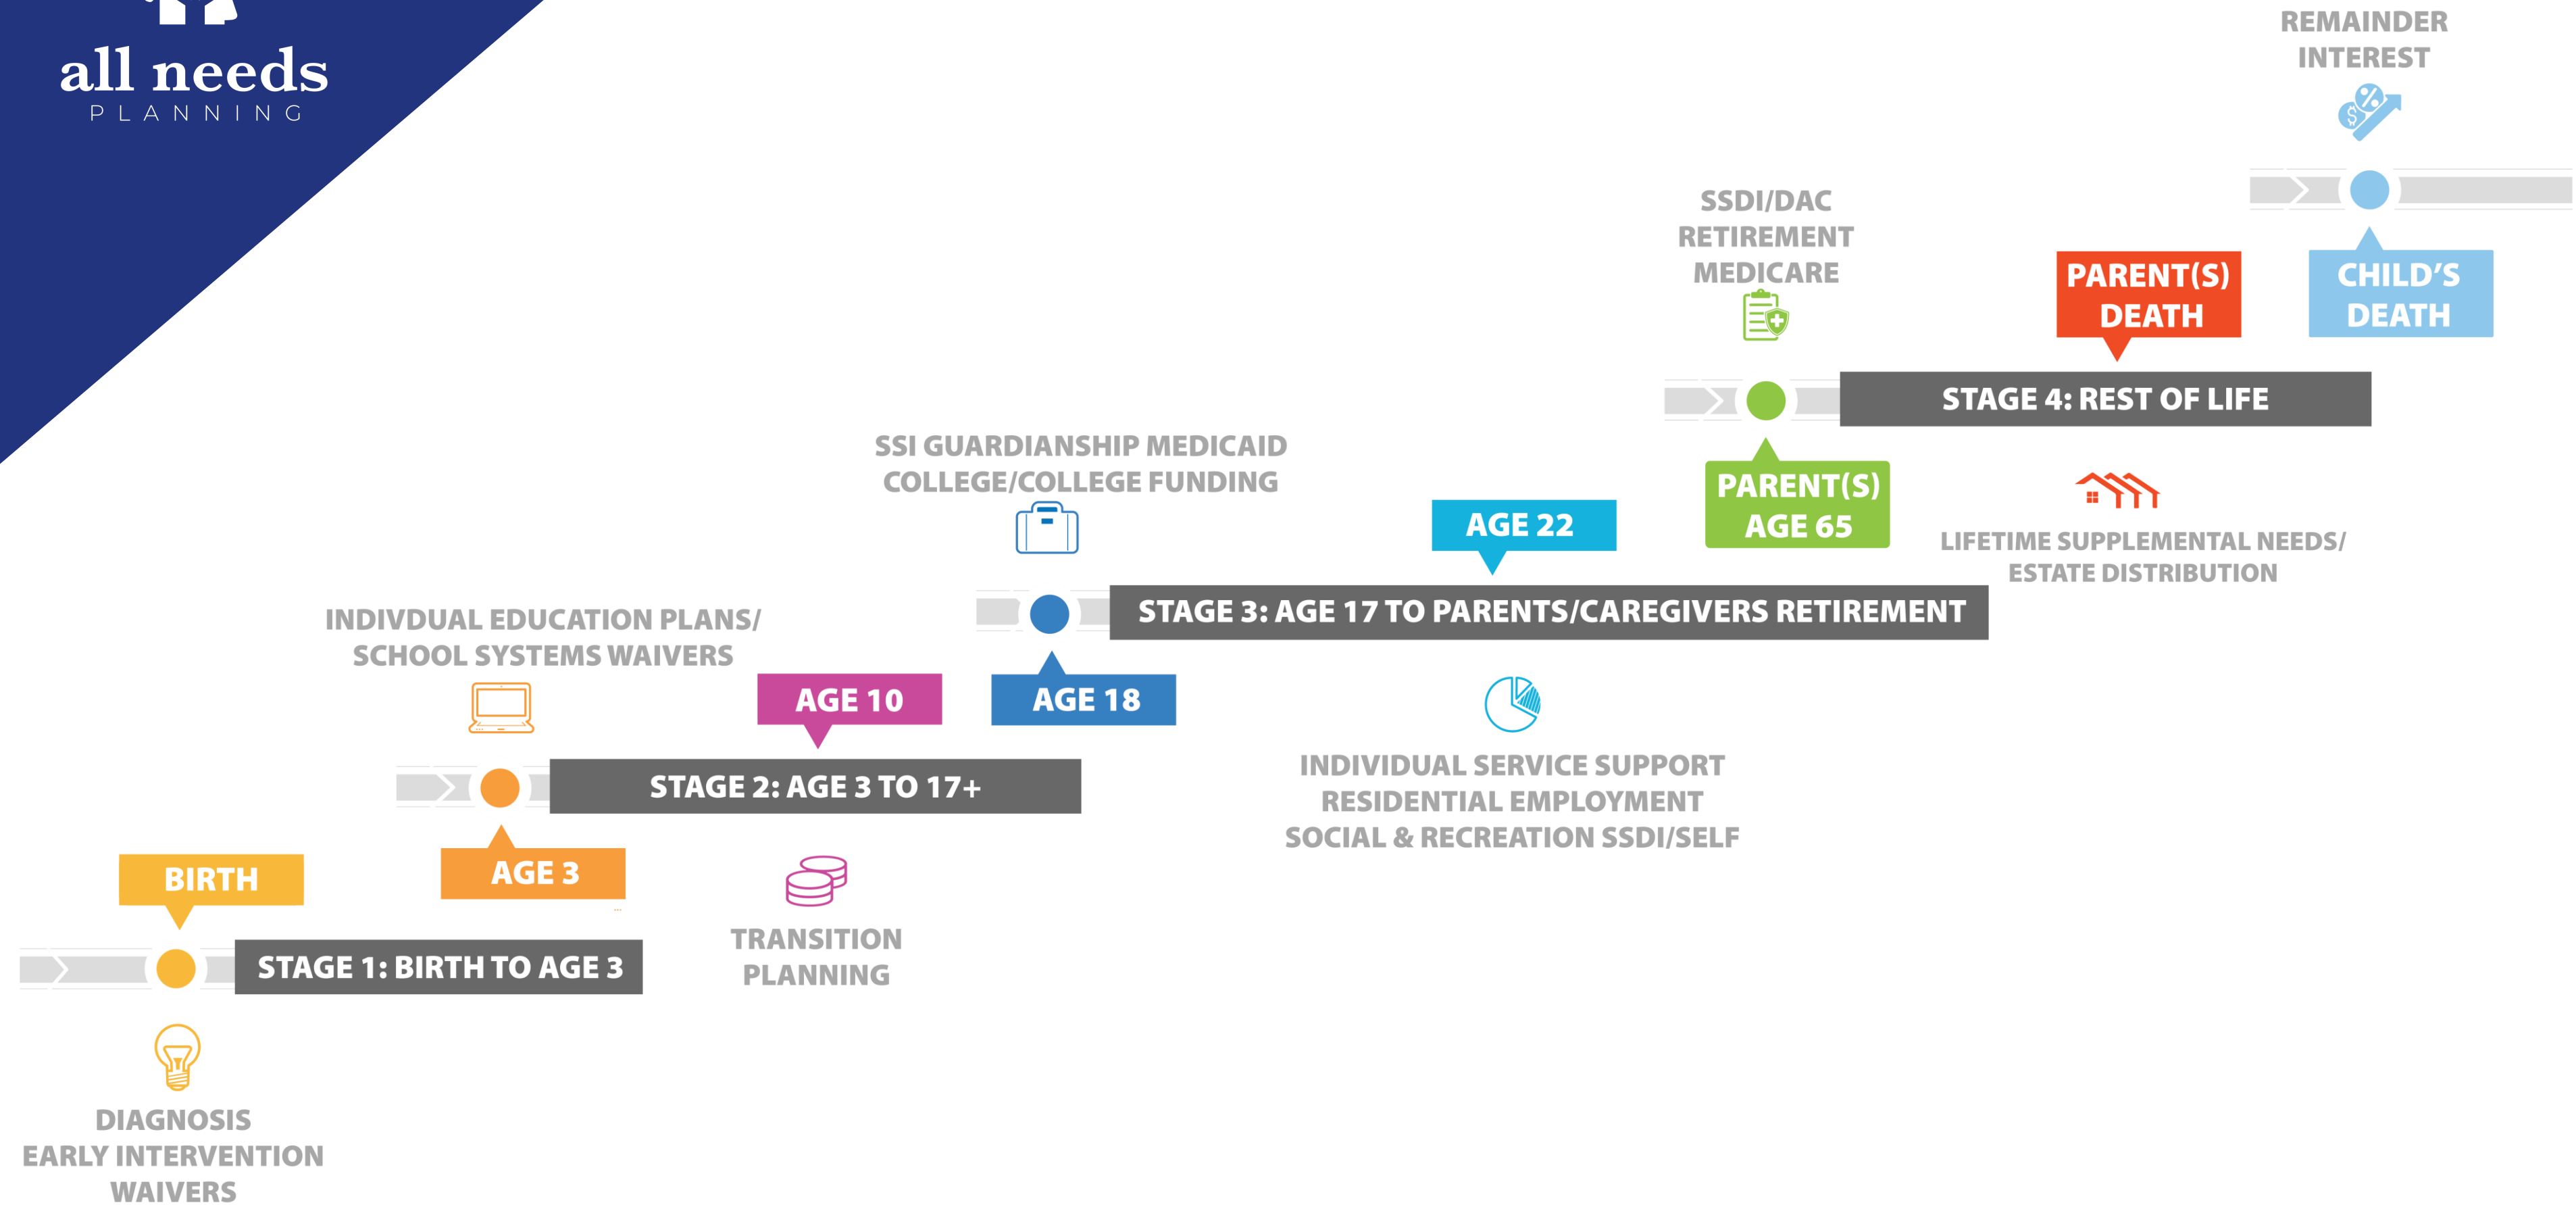 all needs
PLANNING
REMAINDER
INTEREST
CHILD'S
DEATH
SSDI/DAC
RETIREMENT
MEDICARE
PARENT(S)
DEATH
STAGE 4: REST OF LIFE
PARENT(S)
AGE 65
LIFETIME SUPPLEMENTAL NEEDS/
ESTATE DISTRIBUTION
SSI GUARDIANSHIP MEDICAID
COLLEGE/COLLEGE FUNDING
AGE 22
STAGE 3: AGE 17 TO PARENTS/CAREGIVERS RETIREMENT
AGE 18
INDIVIDUAL SERVICE SUPPORT
RESIDENTIAL EMPLOYMENT
SOCIAL & RECREATION SSDI/SELF
INDIVDUAL EDUCATION PLANS/
SCHOOL SYSTEMS WAIVERS
AGE 10
STAGE 2: AGE 3 TO 17+
AGE 3
TRANSITION
PLANNING
BIRTH
STAGE 1: BIRTH TO AGE 3
DIAGNOSIS
EARLY INTERVENTION
WAIVERS